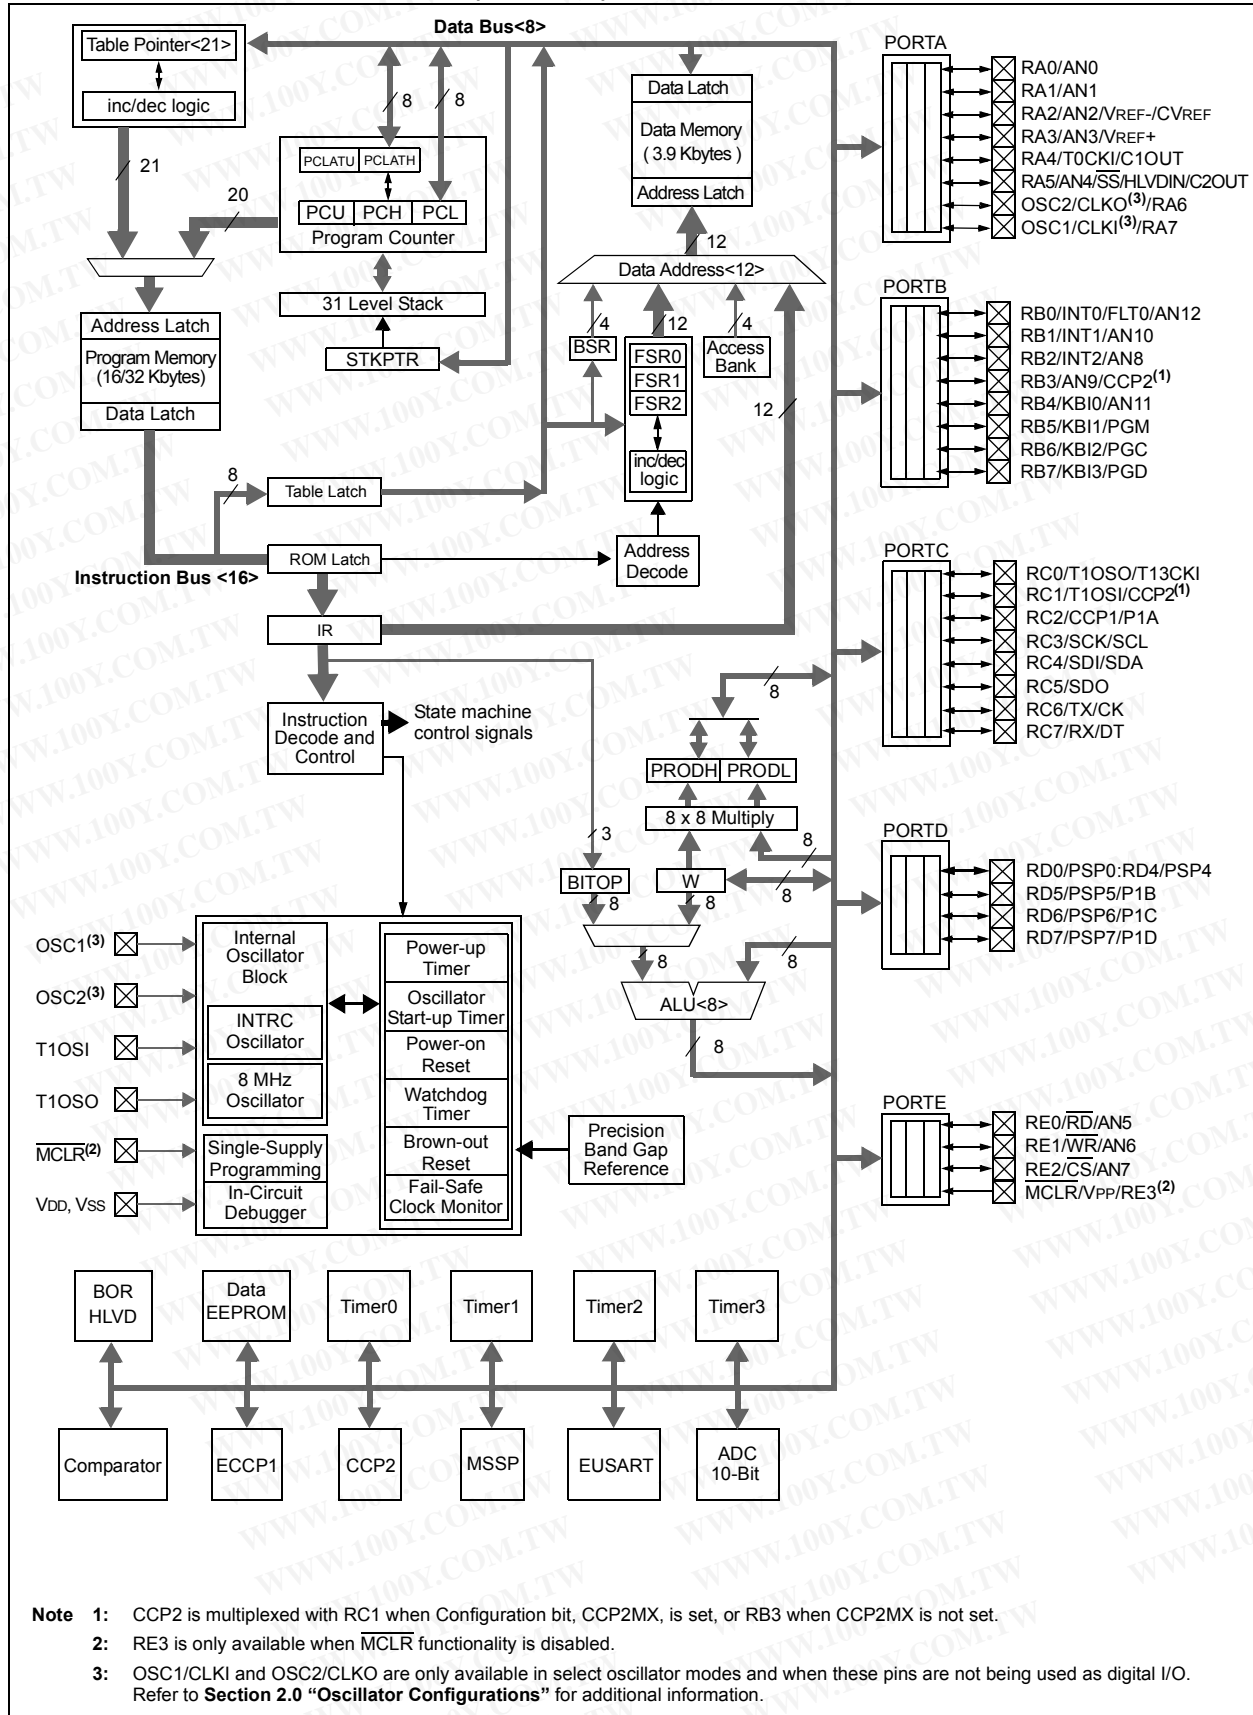 Data Bus<8>
Table Pointer<21>
inc/dec logic
21
20
8
8
PCLATU
PCLATH
PCU
PCH
PCL
Program Counter
31 Level Stack
STKPTR
Address Latch
Program Memory
(16/32 Kbytes)
Data Latch
8
Table Latch
ROM Latch
Instruction Bus <16>
IR
Data Latch
Data Memory
( 3.9 Kbytes )
Address Latch
12
Data Address<12>
4
12
4
BSR
FSR0
FSR1
FSR2
inc/dec
logic
Access
Bank
12
Address
Decode
Instruction
Decode and
Control
State machine
control signals
8
PRODH
PRODL
8 x 8 Multiply
3
8
BITOP
W
8
8
8
8
8
ALU<8>
8
OSC1(3)
OSC2(3)
T1OSI
T1OSO
MCLR(2)
VDD, VSS
Internal
Oscillator
Block
INTRC
Oscillator
8 MHz
Oscillator
Single-Supply
Programming
In-Circuit
Debugger
Power-up
Timer
Oscillator
Start-up Timer
Power-on
Reset
Watchdog
Timer
Brown-out
Reset
Fail-Safe
Clock Monitor
Precision
Band Gap
Reference
PORTA
RA0/AN0
RA1/AN1
RA2/AN2/VREF-/CVREF
RA3/AN3/VREF+
RA4/T0CKI/C1OUT
RA5/AN4/SS/HLVDIN/C2OUT
OSC2/CLKO(3)/RA6
OSC1/CLKI(3)/RA7
PORTB
RB0/INT0/FLT0/AN12
RB1/INT1/AN10
RB2/INT2/AN8
RB3/AN9/CCP2(1)
RB4/KBI0/AN11
RB5/KBI1/PGM
RB6/KBI2/PGC
RB7/KBI3/PGD
PORTC
RC0/T1OSO/T13CKI
RC1/T1OSI/CCP2(1)
RC2/CCP1/P1A
RC3/SCK/SCL
RC4/SDI/SDA
RC5/SDO
RC6/TX/CK
RC7/RX/DT
PORTD
RD0/PSP0:RD4/PSP4
RD5/PSP5/P1B
RD6/PSP6/P1C
RD7/PSP7/P1D
PORTE
RE0/RD/AN5
RE1/WR/AN6
RE2/CS/AN7
MCLR/VPP/RE3(2)
BOR
HLVD
Data
EEPROM
Timer0
Timer1
Timer2
Timer3
Comparator
ECCP1
CCP2
MSSP
EUSART
ADC
10-Bit
Note 1: CCP2 is multiplexed with RC1 when Configuration bit, CCP2MX, is set, or RB3 when CCP2MX is not set.
2: RE3 is only available when MCLR functionality is disabled.
3: OSC1/CLKI and OSC2/CLKO are only available in select oscillator modes and when these pins are not being used as digital I/O.
Refer to Section 2.0 “Oscillator Configurations” for additional information.
WWW.100Y.COM.TW